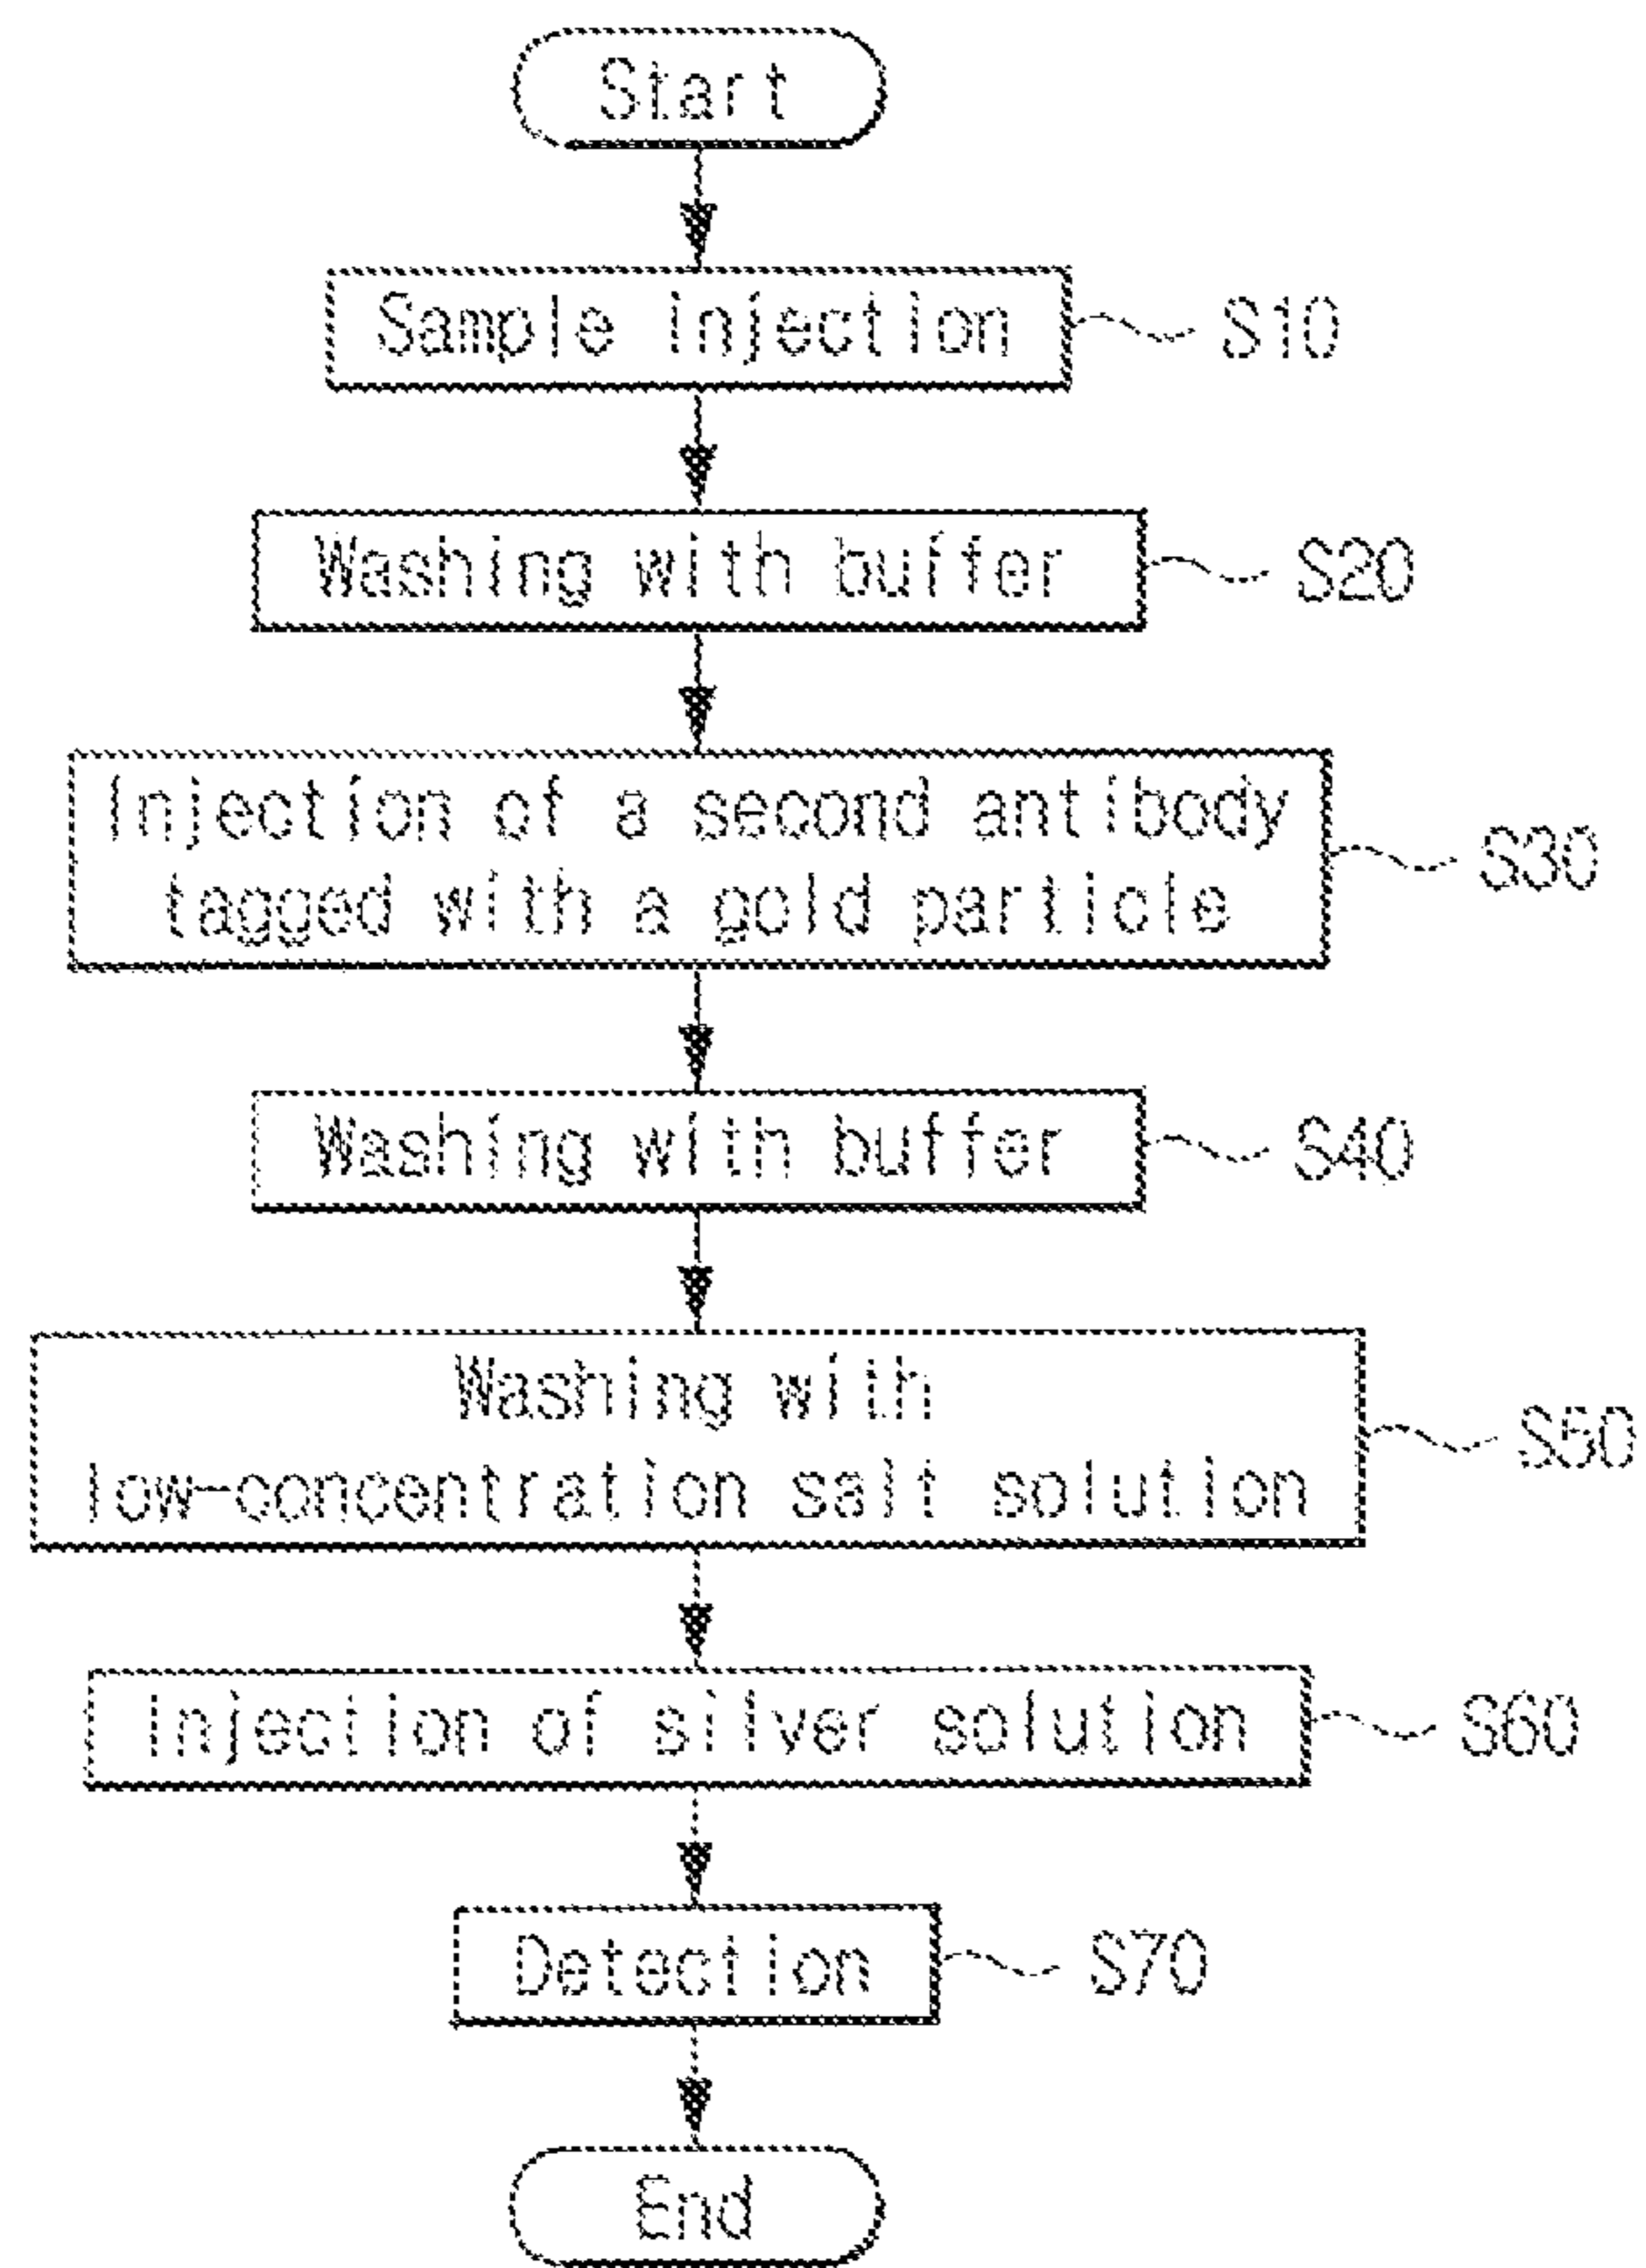 Start
Sample injection
S10
Washing with buffer
S20
Injection of a second antibody
tagged with a gold particle
S30
Washing with buffer
S40
Washing with
low-concentration salt solution
S50
Injection of silver solution
S60
Detection
S70
End